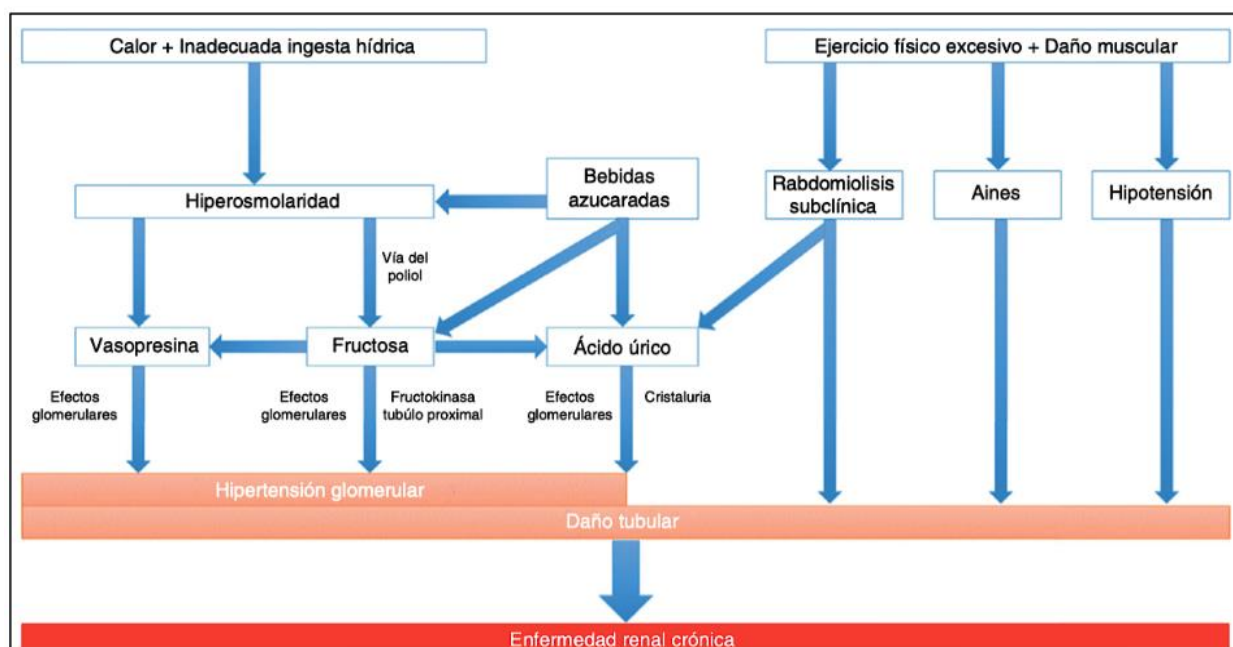 Calor + Inadecuada ingesta hídrica
Ejercicio físico excesivo + Daño muscular
Hiperosmolaridad
Bebidas
azucaradas
Rabdomiolisis
subclínica
Aines
Hipotensión
Vía del
poliol
Vasopresina
Fructosa
Ácido úrico
Efectos
glomerulares
Efectos
glomerulares
Fructokinasa
tubúlo proximal
Efectos
glomerulares
Cristaluria
Hipertensión glomerular
Daño tubular
Enfermedad renal crónica